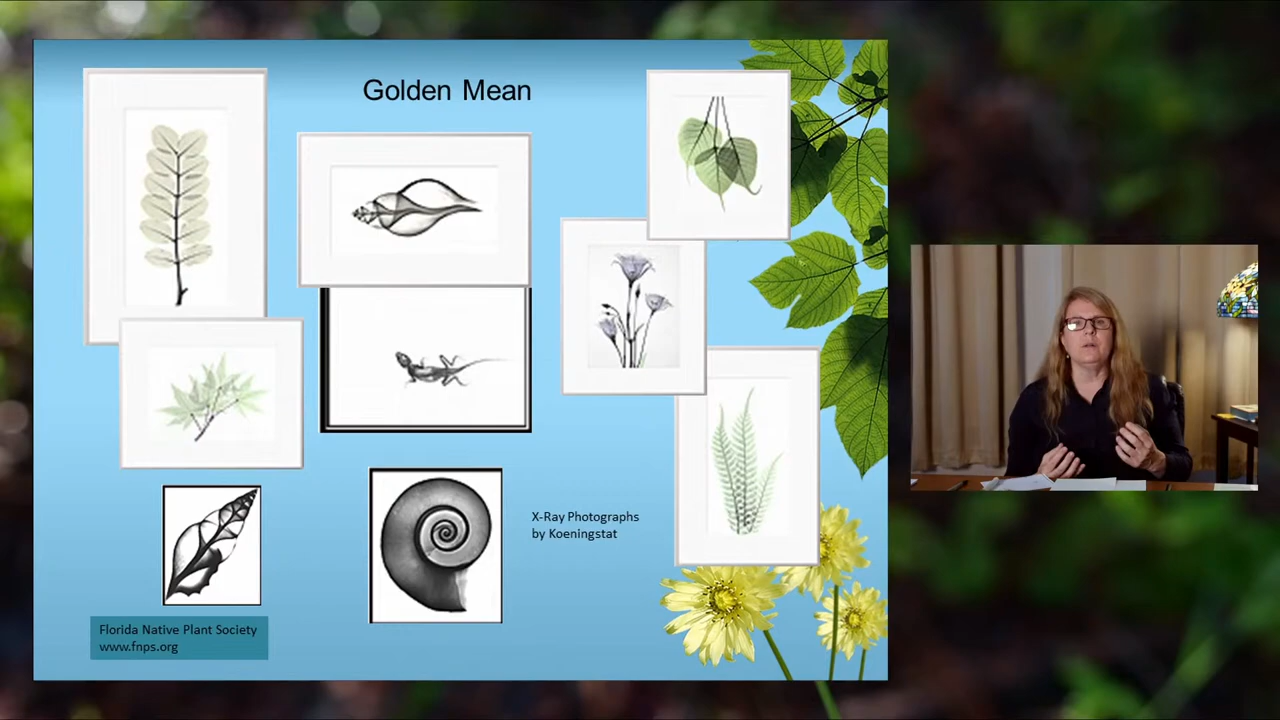 Golden Mean
X-Ray Photographs
by Koeningstat
Florida Native Plant Society
www.fnps.org